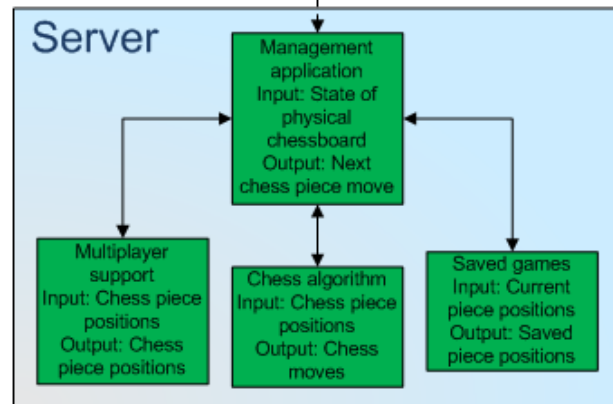 Server
Management
application
Input: State of
physical
chessboard
Output: Next
chess piece move
Multiplayer
support
Input: Chess piece
positions
Output: Chess
piece positions
Chess algorithm
Input: Chess piece
positions
Output: Chess
moves
Saved games
Input: Current
piece positions
Output: Saved
piece positions